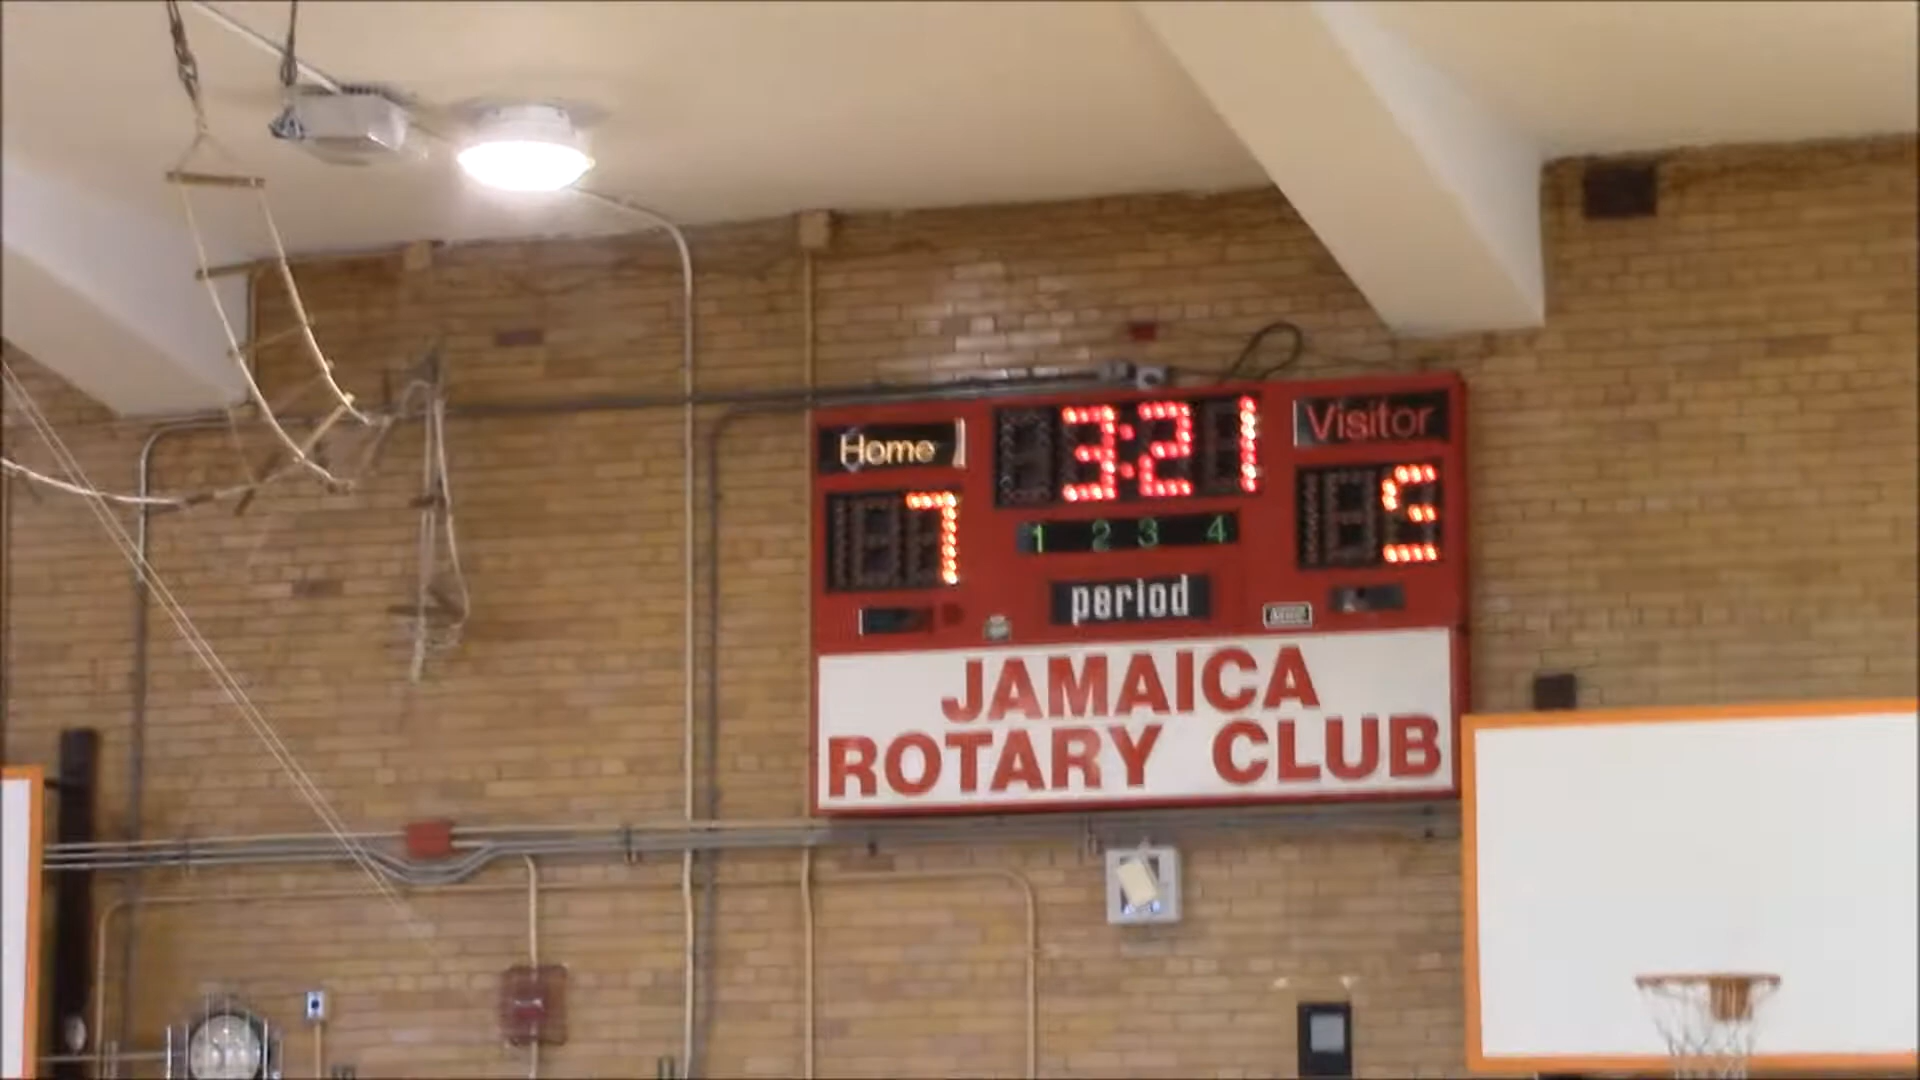 Home
3:21
Visitor
7
5
1 2 3 4
period
JAMAICA
ROTARY CLUB